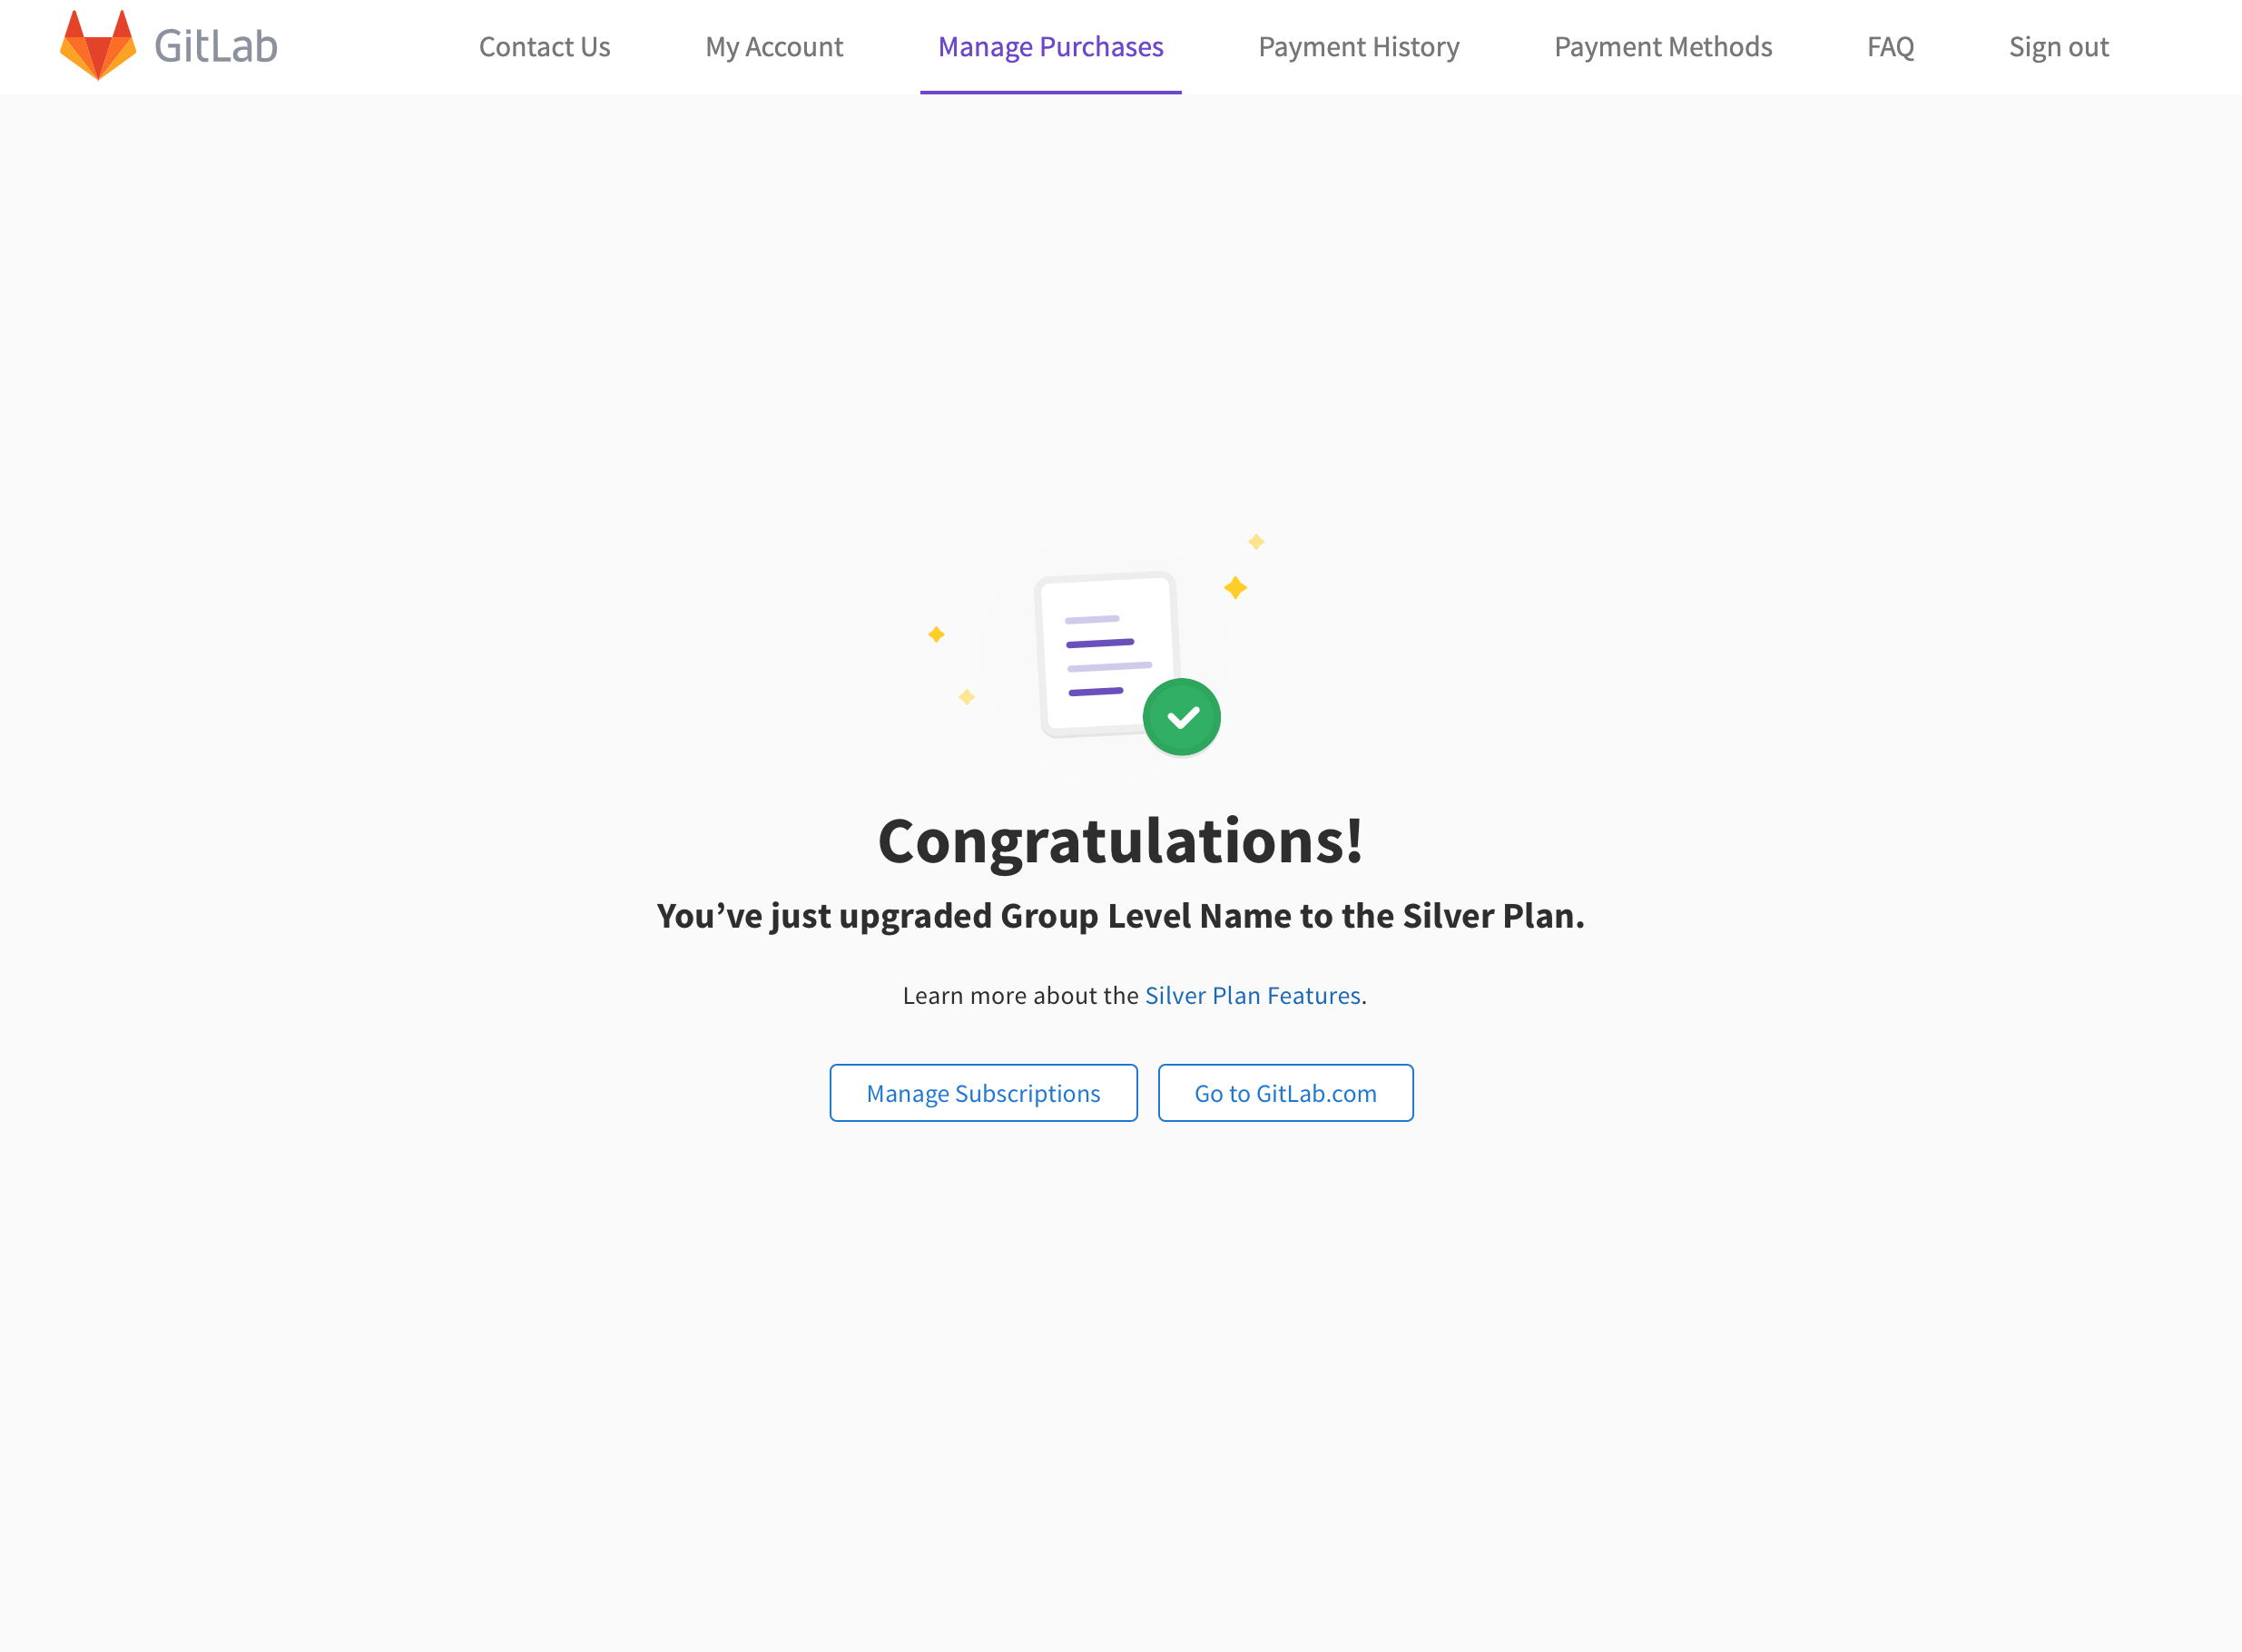 GitLab
Contact Us
My Account
Manage Purchases
Payment History
Payment Methods
FAQ
Sign out
Congratulations!
You’ve just upgraded Group Level Name to the Silver Plan.
Learn more about the Silver Plan Features.
Manage Subscriptions
Go to GitLab.com